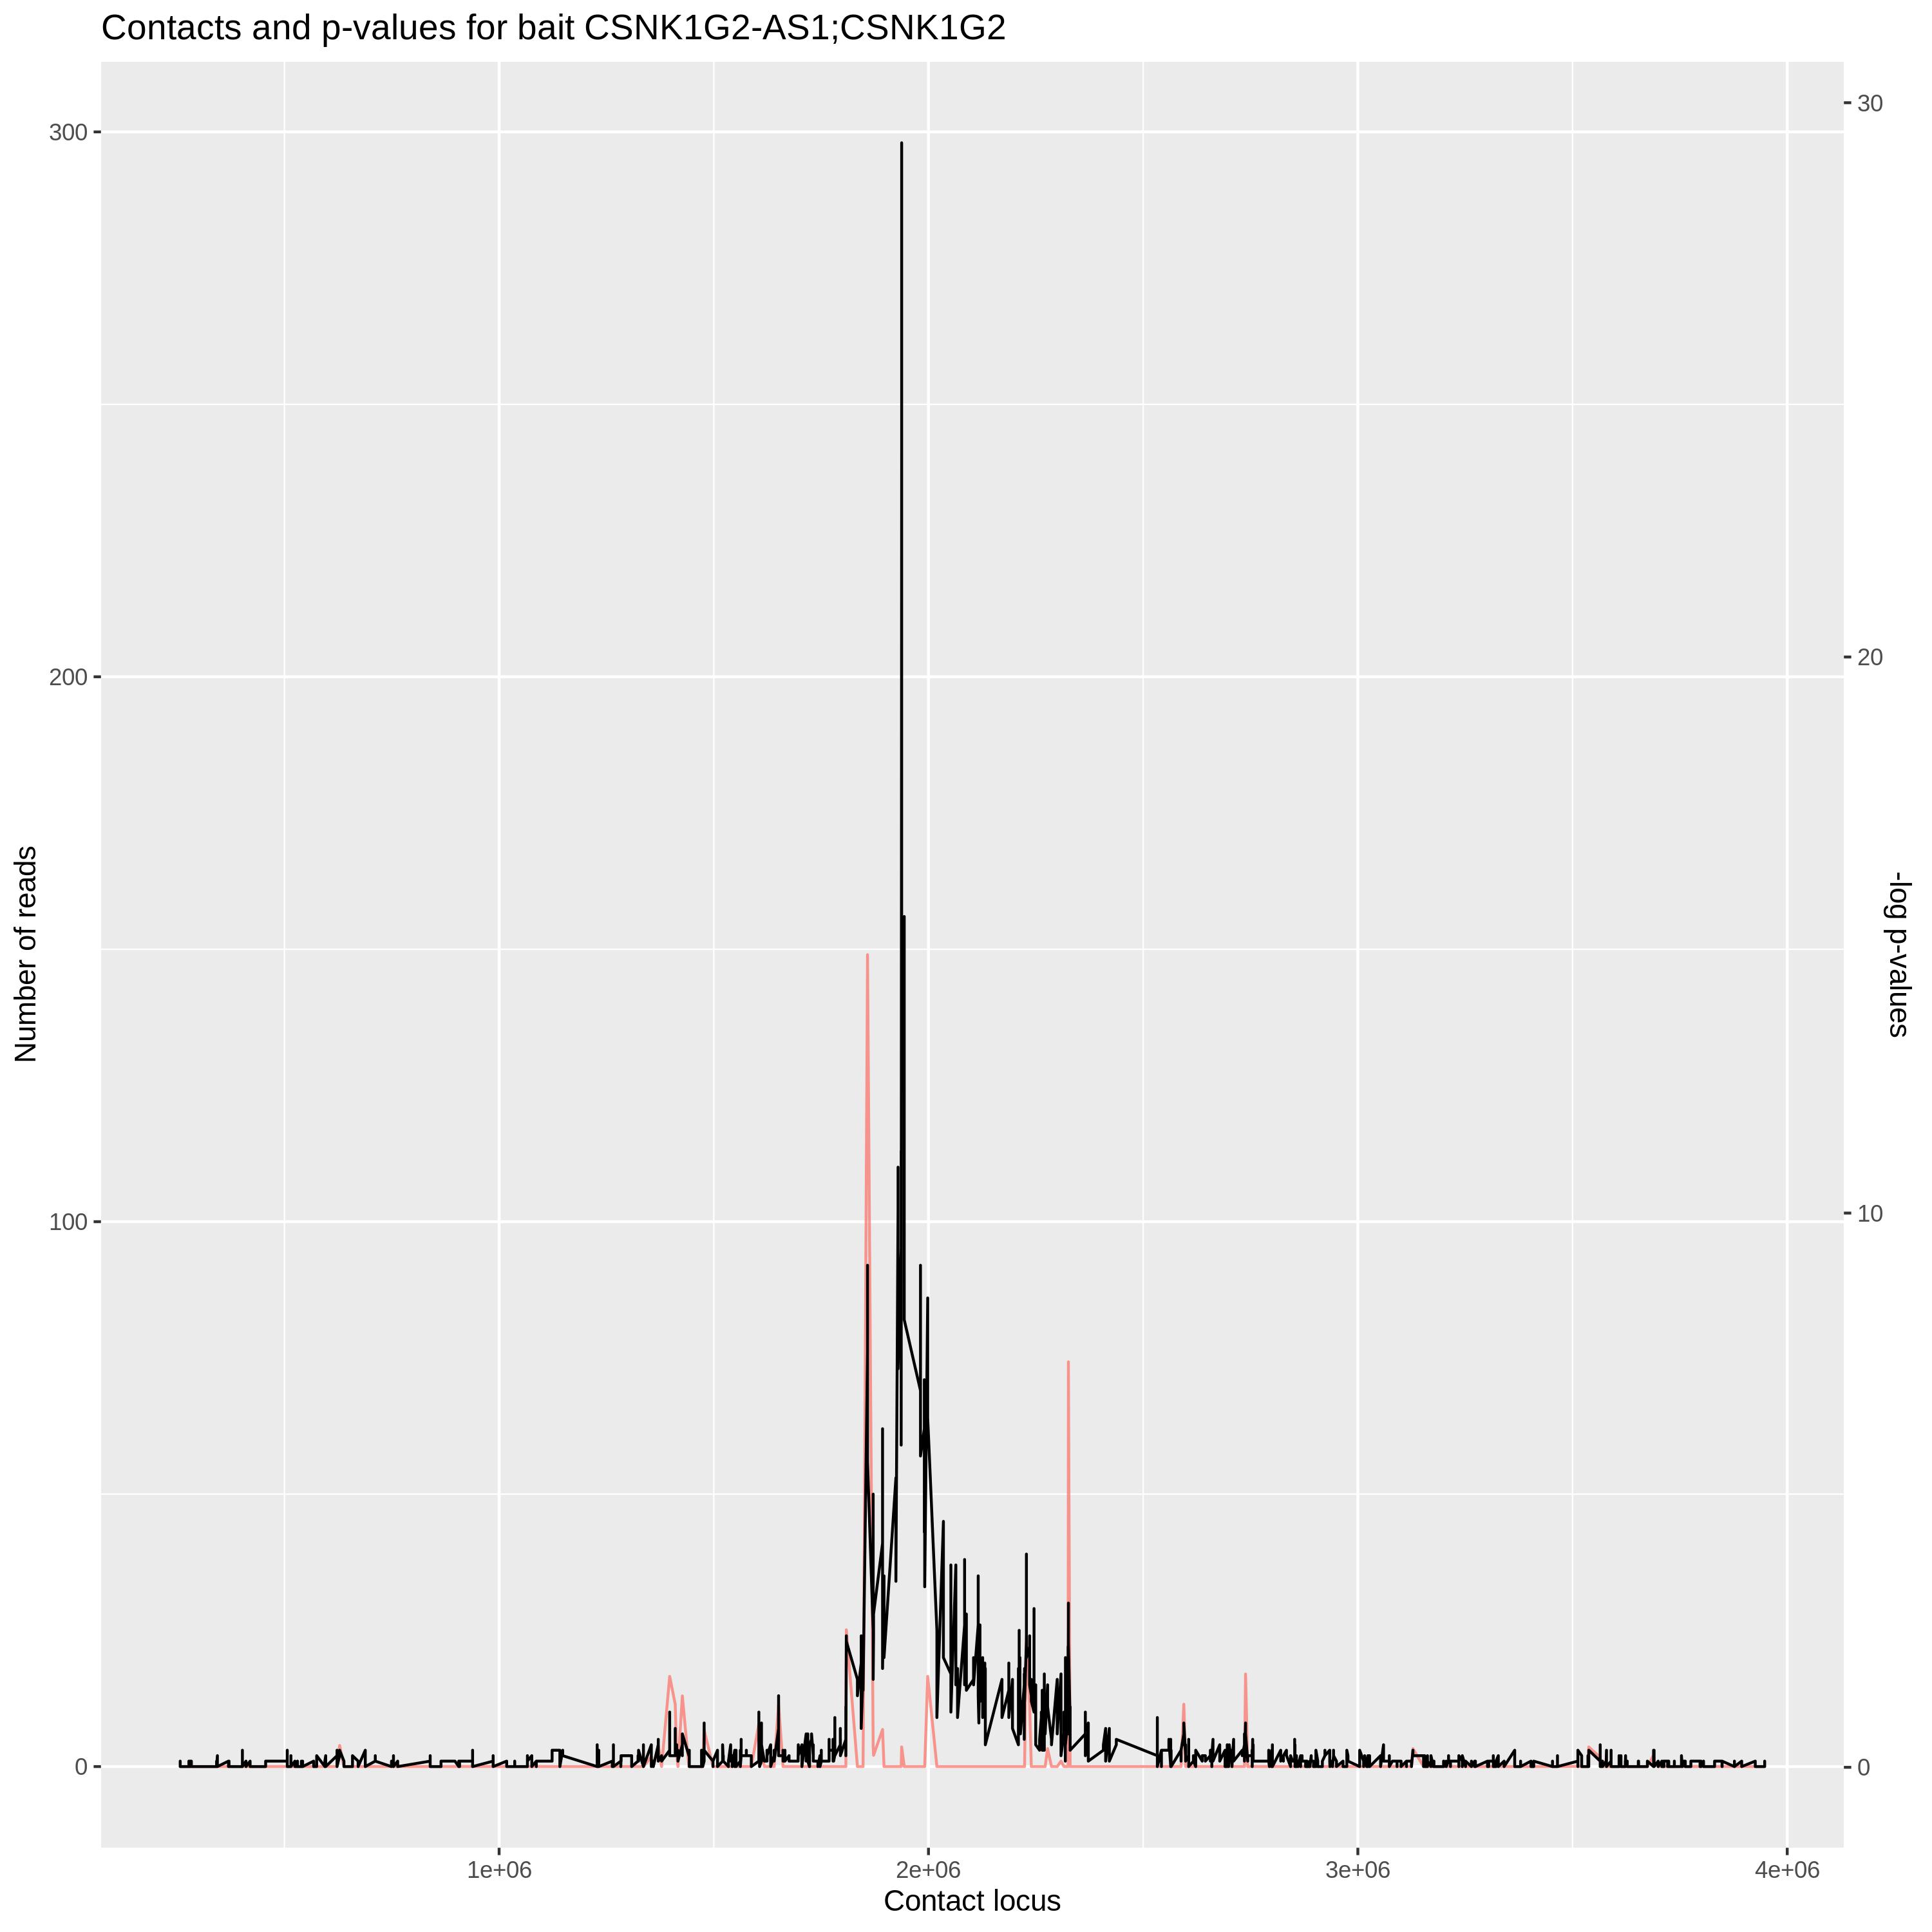 Contacts and p-values for bait CSNK1G2-AS1;CSNK1G2
300
200
100
0
Number of reads
30
20
10
0
-log p-values
1e+06
2e+06
3e+06
4e+06
Contact locus